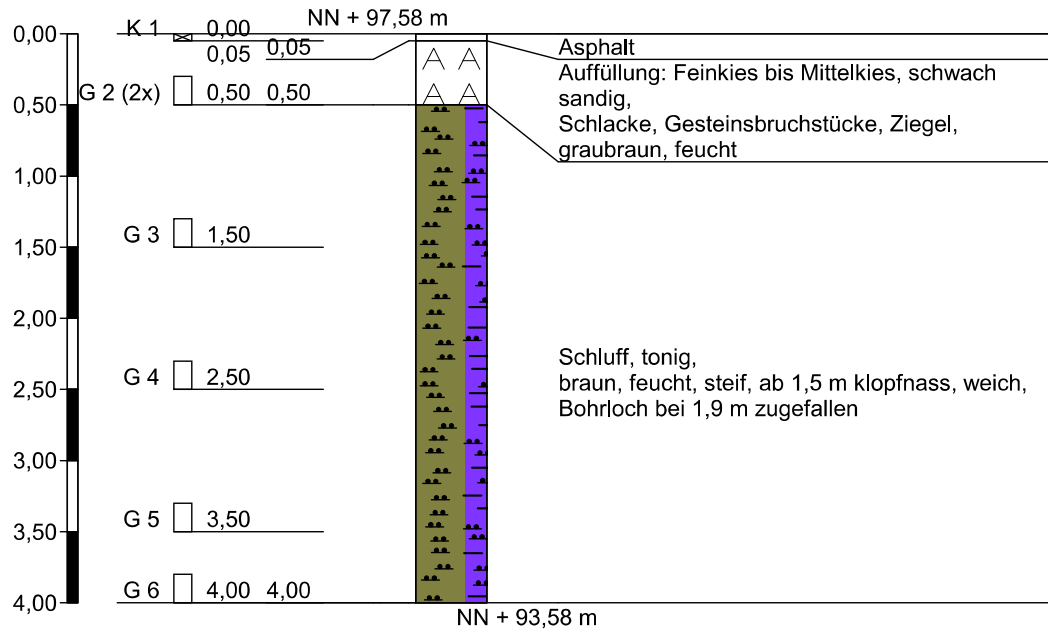 NN + 97,58 m
0,00
K 1 0,00
0,05 0,05
Asphalt
Auffüllung: Feinkies bis Mittelkies, schwach
sandig,
Schlacke, Gesteinsbruchstücke, Ziegel,
graubraun, feucht
G 2 (2x) 0,50 0,50
0,50
1,00
G 3 1,50
1,50
2,00
Schluff, tonig,
braun, feucht, steif, ab 1,5 m klopfnass, weich,
Bohrloch bei 1,9 m zugefallen
G 4 2,50
2,50
3,00
G 5 3,50
3,50
G 6 4,00 4,00
4,00
NN + 93,58 m